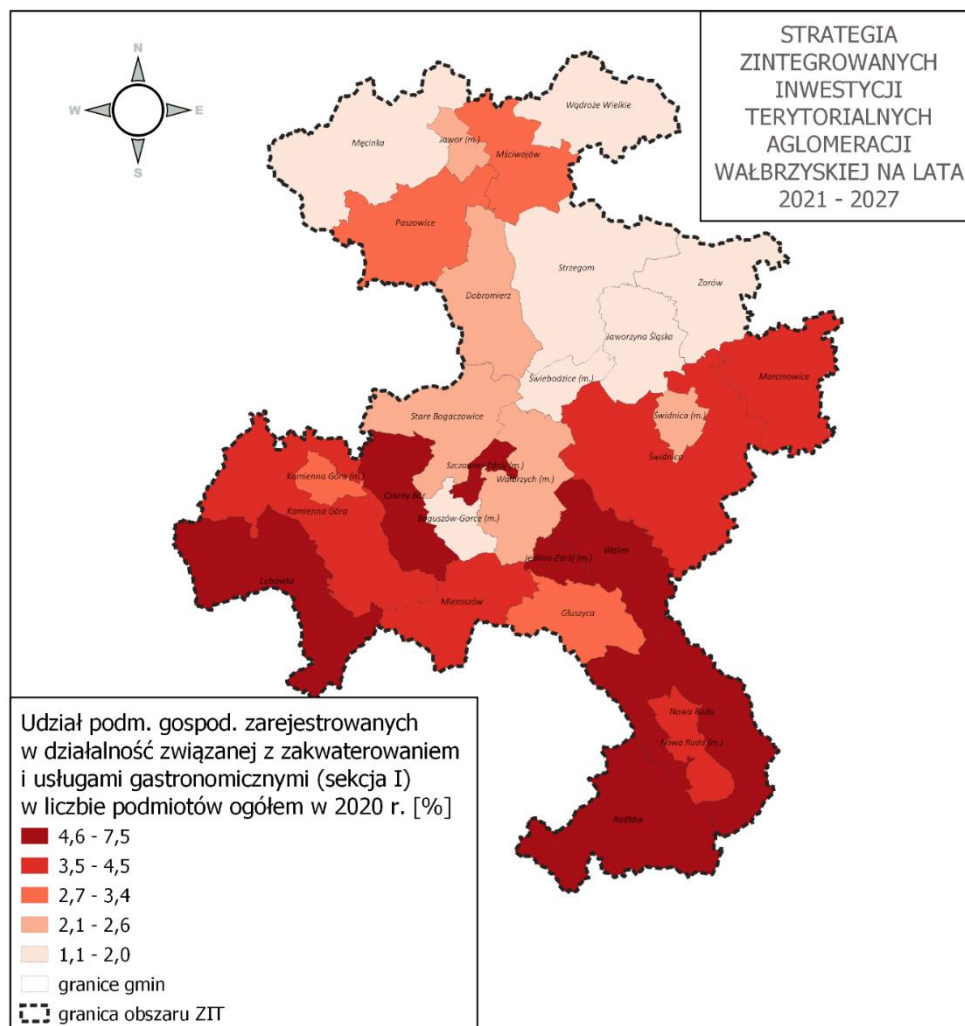 STRATEGIA
ZINTEGROWANYCH
INWESTYCJI
TERYTORIALNYCH
AGLOMERACJI
WAŁBRZYSKIEJ NA LATA
2021 - 2027
N
W
E
S
Wądroże Wielkie
Męcinka
Jawor (m.)
Mściwojów
Paszowice
Strzegom
Żarów
Dobromierz
Jaworzyna Śląska
Świebodzice (m.)
Marcinowice
Stare Bogaczowice
Świdnica (m.)
Świdnica
Szczawno-Zdrój (m.)
Kamienna Góra (m.)
Wałbrzych (m.)
Czarny Bór
Kamienna Góra
Boguszów-Gorce (m.)
Walim
Jedlina-Zdrój (m.)
Lubawka
Mieroszów
Głuszyca
Nowa Ruda
Nowa Ruda (m.)
Radków
Udział podm. gospod. zarejestrowanych
w działalność związanej z zakwaterowaniem
i usługami gastronomicznymi (sekcja I)
w liczbie podmiotów ogółem w 2020 r. [%]
4,6 - 7,5
3,5 - 4,5
2,7 - 3,4
2,1 - 2,6
1,1 - 2,0
granice gmin
granica obszaru ZIT